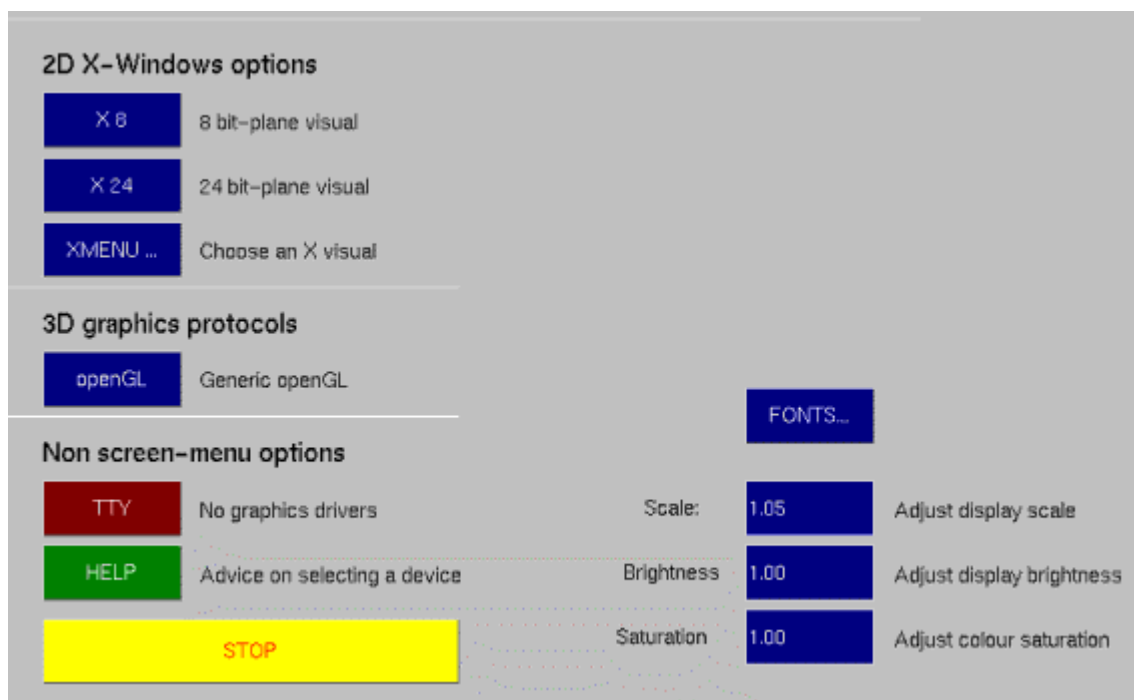 2D X-Windows options
X 8 8 bit-plane visual
X 24 24 bit-plane visual
XMENU ... Choose an X visual
3D graphics protocols
openGL Generic openGL
FONTS...
Non screen-menu options
TTY No graphics drivers
Scale: 1.05 Adjust display scale
HELP Advice on selecting a device
Brightness 1.00 Adjust display brightness
STOP
Saturation 1.00 Adjust colour saturation